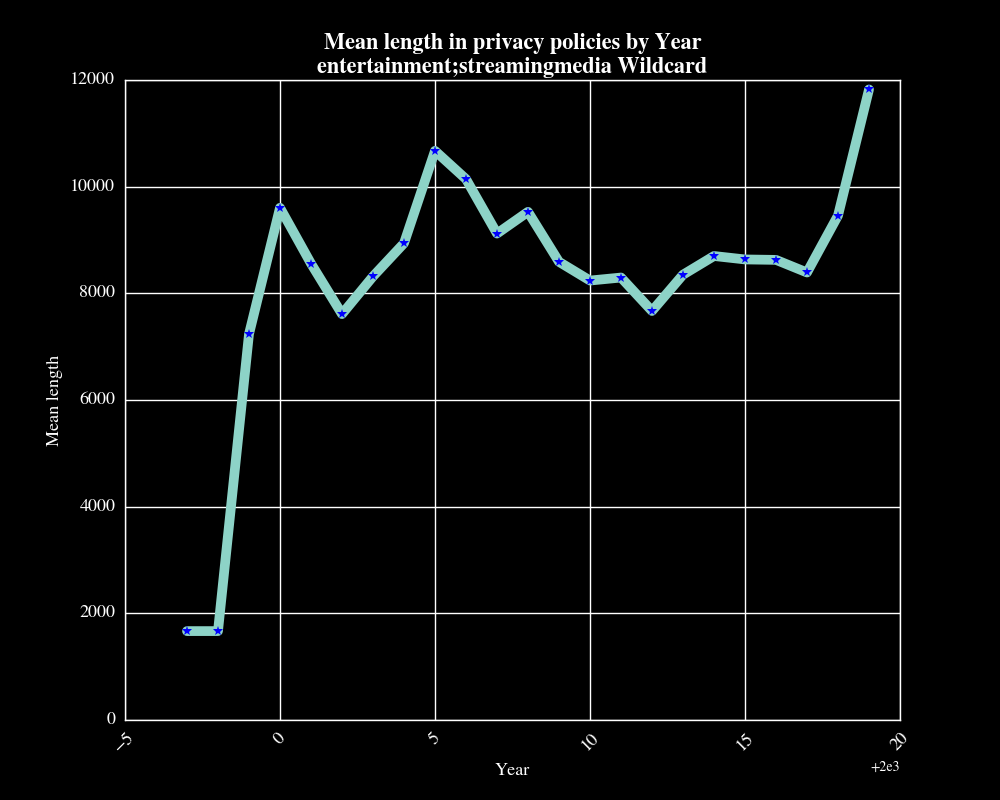 Mean length in privacy policies by Year
entertainment;streamingmedia Wildcard
12000
10000
8000
6000
4000
2000
0
Mean length
−5
0
5
10
15
20
Year
+2e3